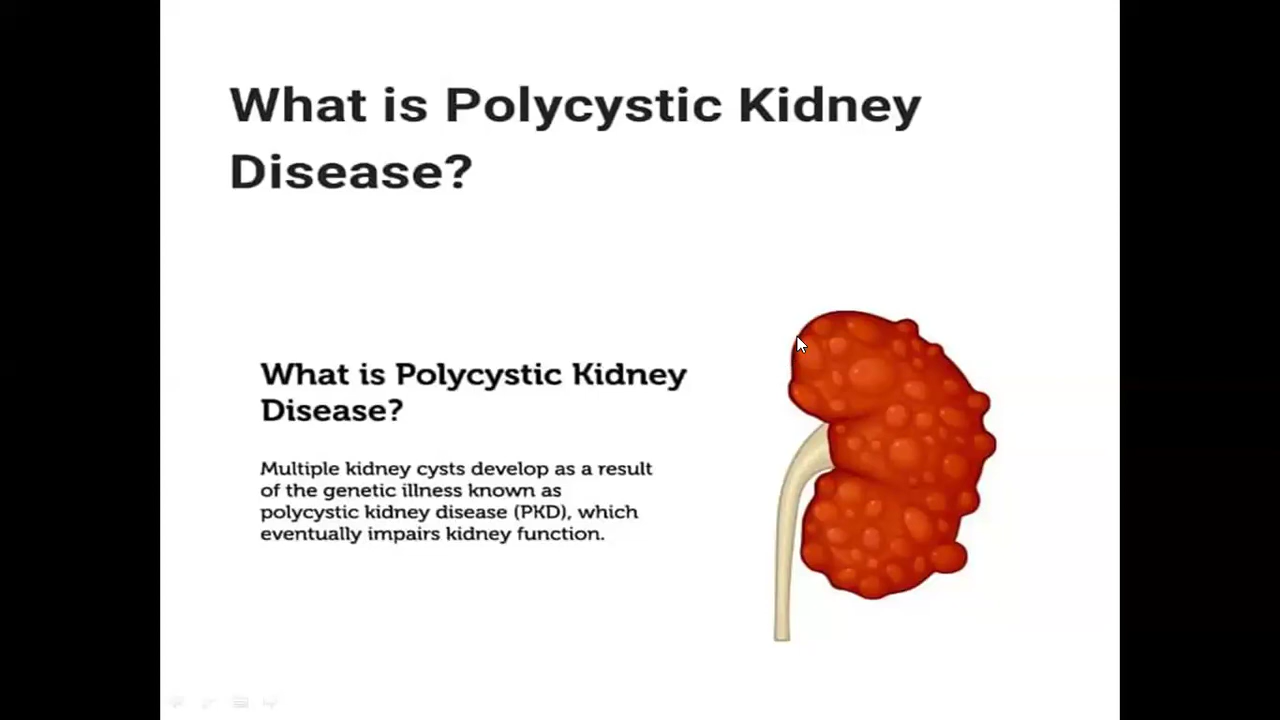 What is Polycystic Kidney
Disease?
What is Polycystic Kidney
Disease?
Multiple kidney cysts develop as a result
of the genetic illness known as
polycystic kidney disease (PKD), which
eventually impairs kidney function.